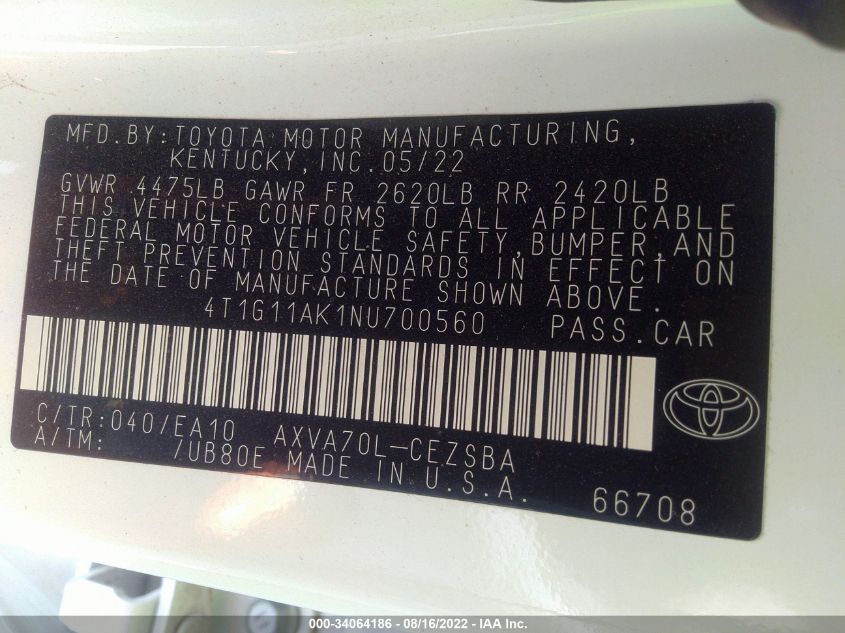 MFD.BY:TOYOTA MOTOR MANUFACTURING,
KENTUCKY,INC.05/22
GVWR 4475LB GAWR FR 2620LB RR 2420LB
THIS VEHICLE CONFORMS TO ALL APPLICABLE
FEDERAL MOTOR VEHICLE SAFETY,BUMPER,AND
THEFT PREVENTION STANDARDS IN EFFECT ON
THE DATE OF MANUFACTURE SHOWN ABOVE.
4T1G11AK1NU700560 PASS.CAR
C/TR:040/EA10 AXVA70L-CEZSBA
A/TM: /UB80E MADE IN U.S.A.
66708
000-34064186 - 08/16/2022 - IAA Inc.